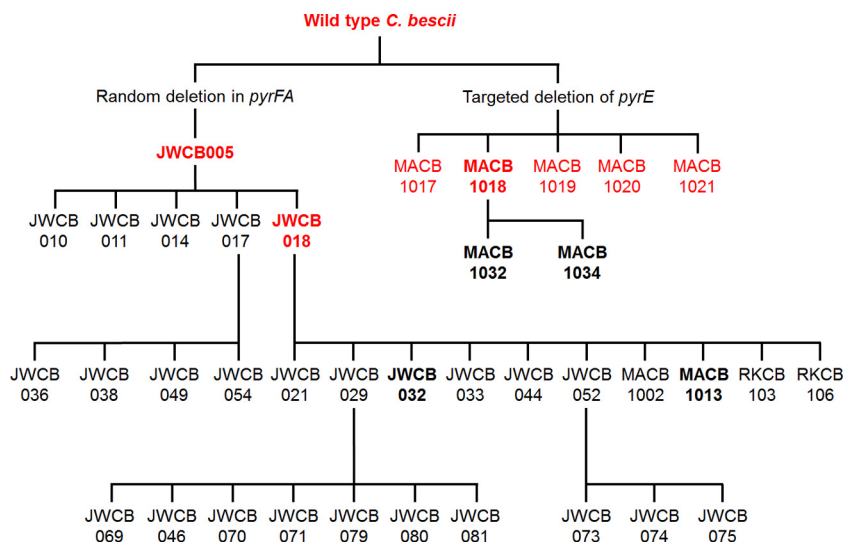 Wild type C. bescii
Random deletion in pyrFA
Targeted deletion of pyrE
JWCB005
MACB
1017
MACB
1018
MACB
1019
MACB
1020
MACB
1021
JWCB
010
JWCB
011
JWCB
014
JWCB
017
JWCB
018
MACB
1032
MACB
1034
JWCB
036
JWCB
038
JWCB
049
JWCB
054
JWCB
021
JWCB
029
JWCB
032
JWCB
033
JWCB
044
JWCB
052
MACB
1002
MACB
1013
RKCB
103
RKCB
106
JWCB
069
JWCB
046
JWCB
070
JWCB
071
JWCB
079
JWCB
080
JWCB
081
JWCB
073
JWCB
074
JWCB
075